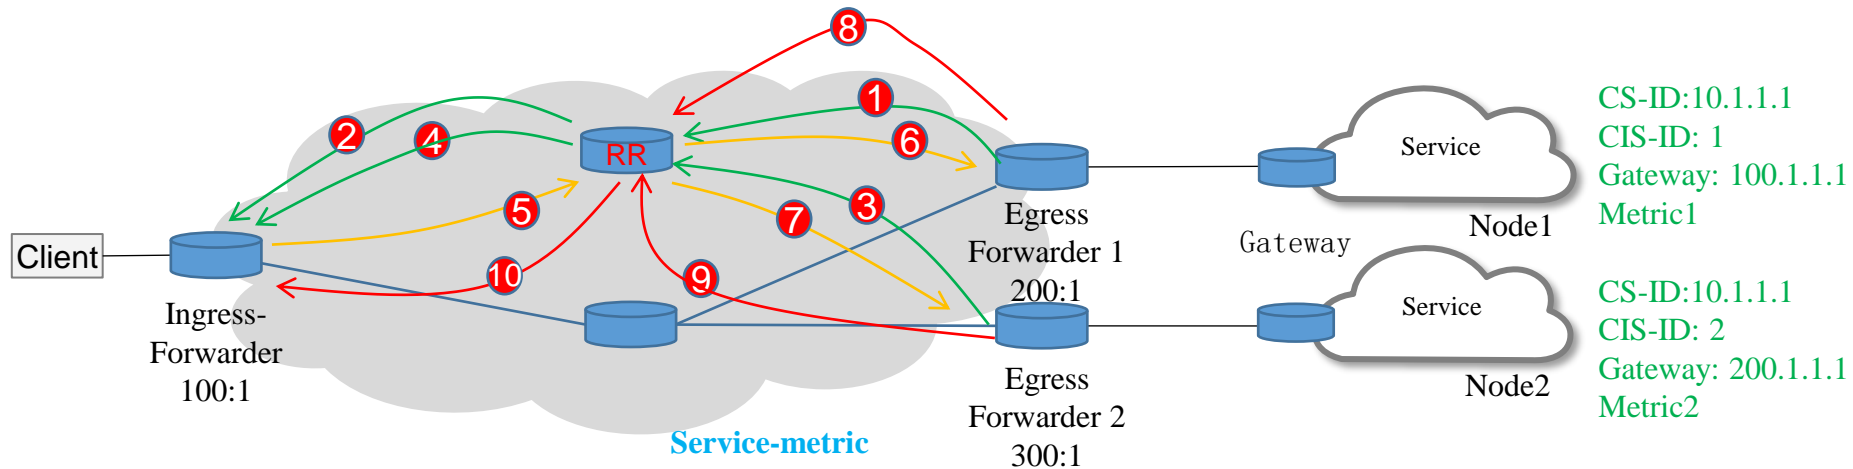 8
1
2
4
6
RR
5
3
7
10
9
Client
Ingress-
Forwarder
100:1
Egress
Forwarder 1
200:1
Egress
Forwarder 2
300:1
Service-metric
Gateway
Service
Node1
Service
Node2
CS-ID:10.1.1.1
CIS-ID: 1
Gateway: 100.1.1.1
Metric1
CS-ID:10.1.1.1
CIS-ID: 2
Gateway: 200.1.1.1
Metric2